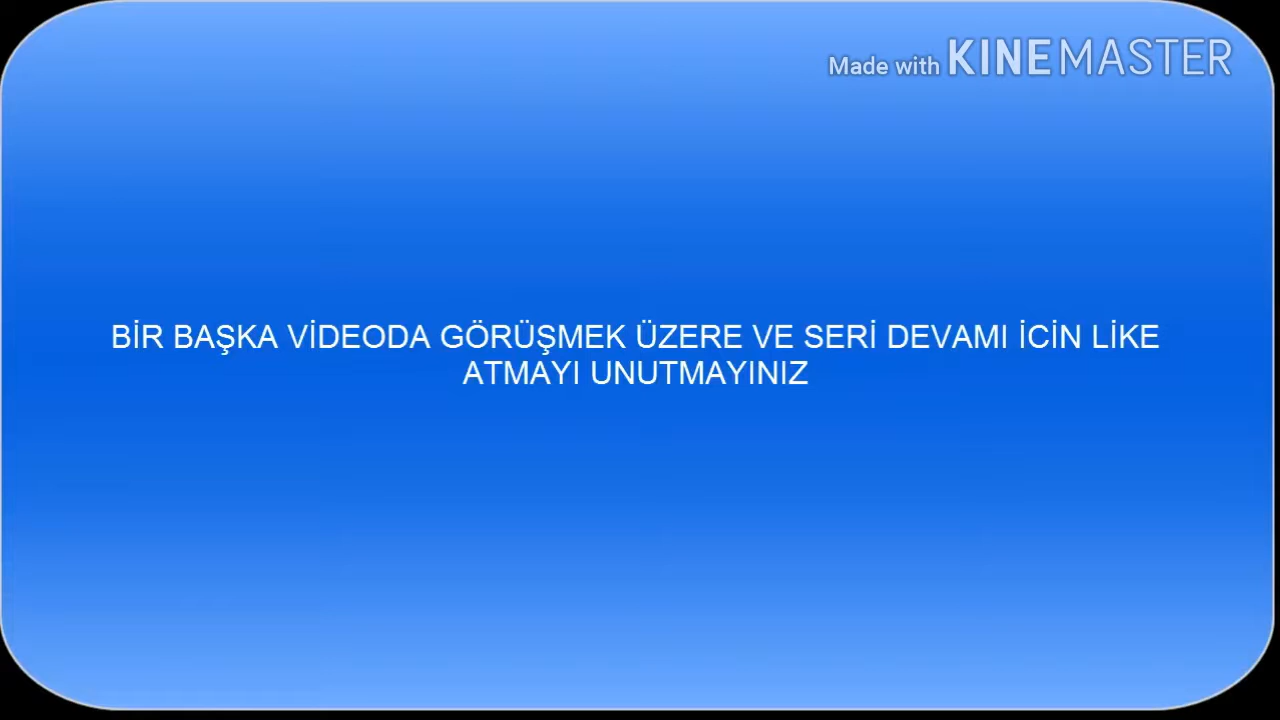 Made with KINEMASTER
BİR BAŞKA VİDEODA GÖRÜŞMEK ÜZERE VE SERİ DEVAMI İCİN LİKE
ATMAYI UNUTMAYINIZ